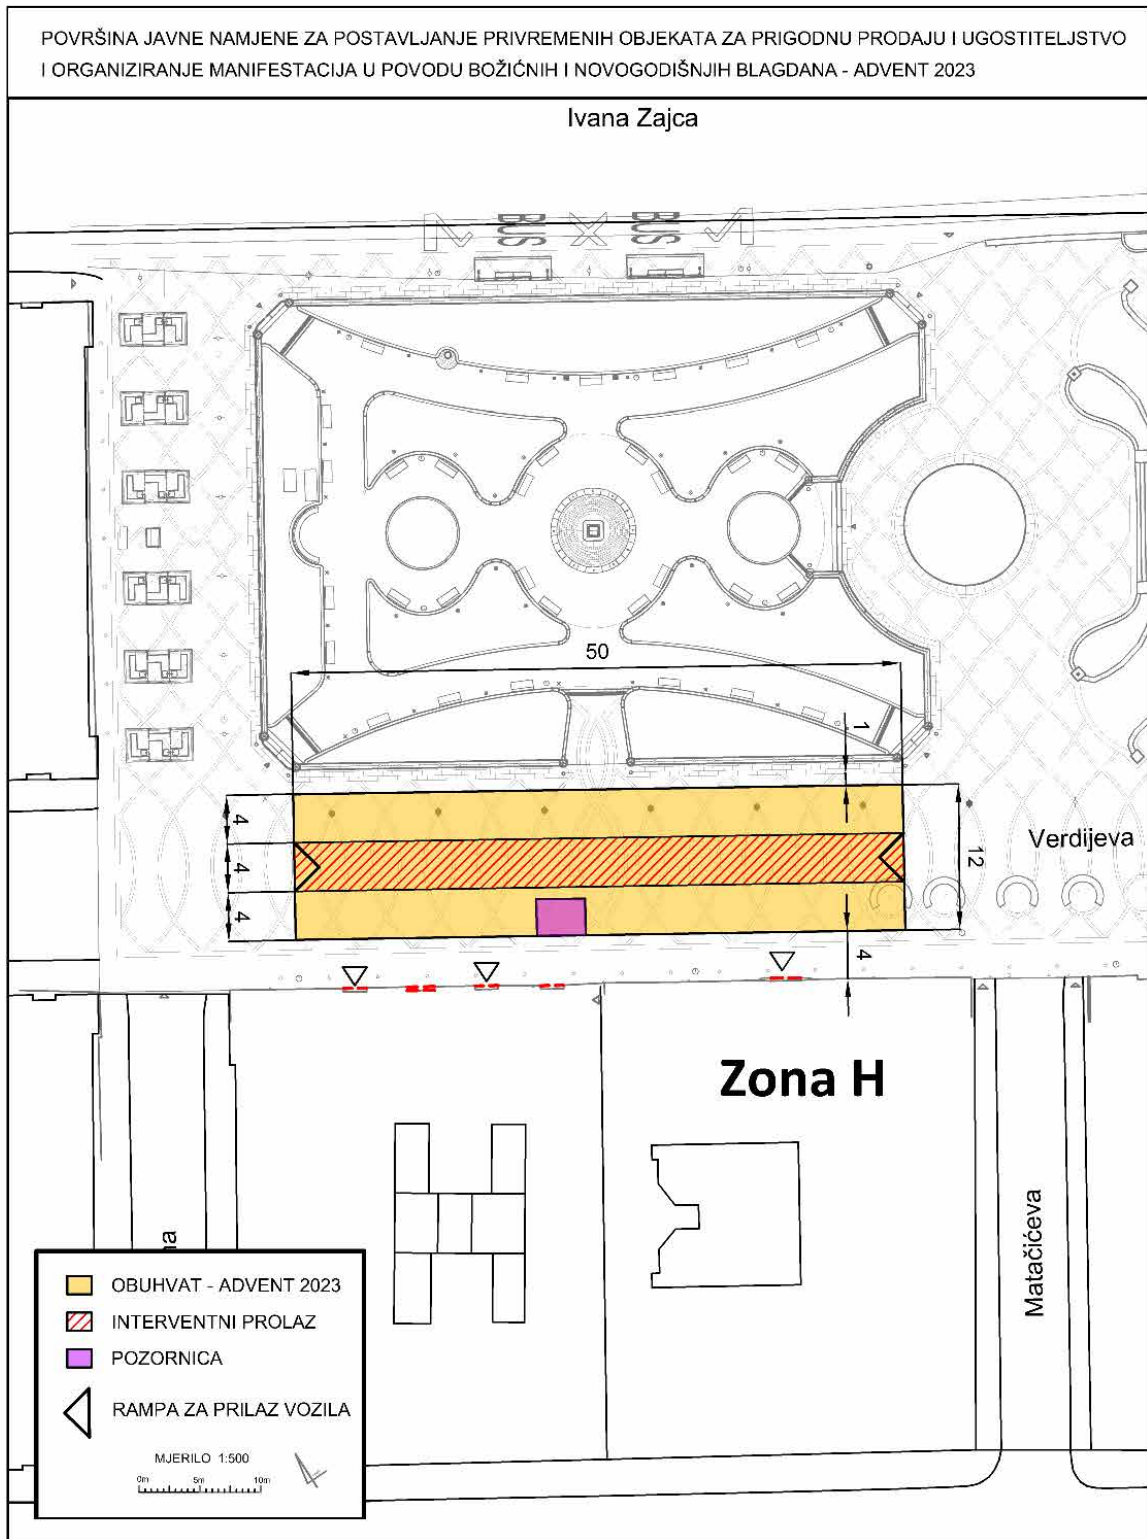 POVRŠINA JAVNE NAMJENE ZA POSTAVLJANJE PRIVREMENIH OBJEKATA ZA PRIGODNU PRODAJU I UGOSTITELJSTVO
I ORGANIZIRANJE MANIFESTACIJA U POVODU BOŽIĆNIH I NOVOGODIŠNJIH BLAGDANA - ADVENT 2023
Ivana Zajca
BUS
BUS
50
1
4
4
4
12
Verdijeva
4
Zona H
Matačićeva
na
OBUHVAT - ADVENT 2023
INTERVENTNI PROLAZ
POZORNICA
RAMPA ZA PRILAZ VOZILA
MJERILO 1:500
0m 5m 10m